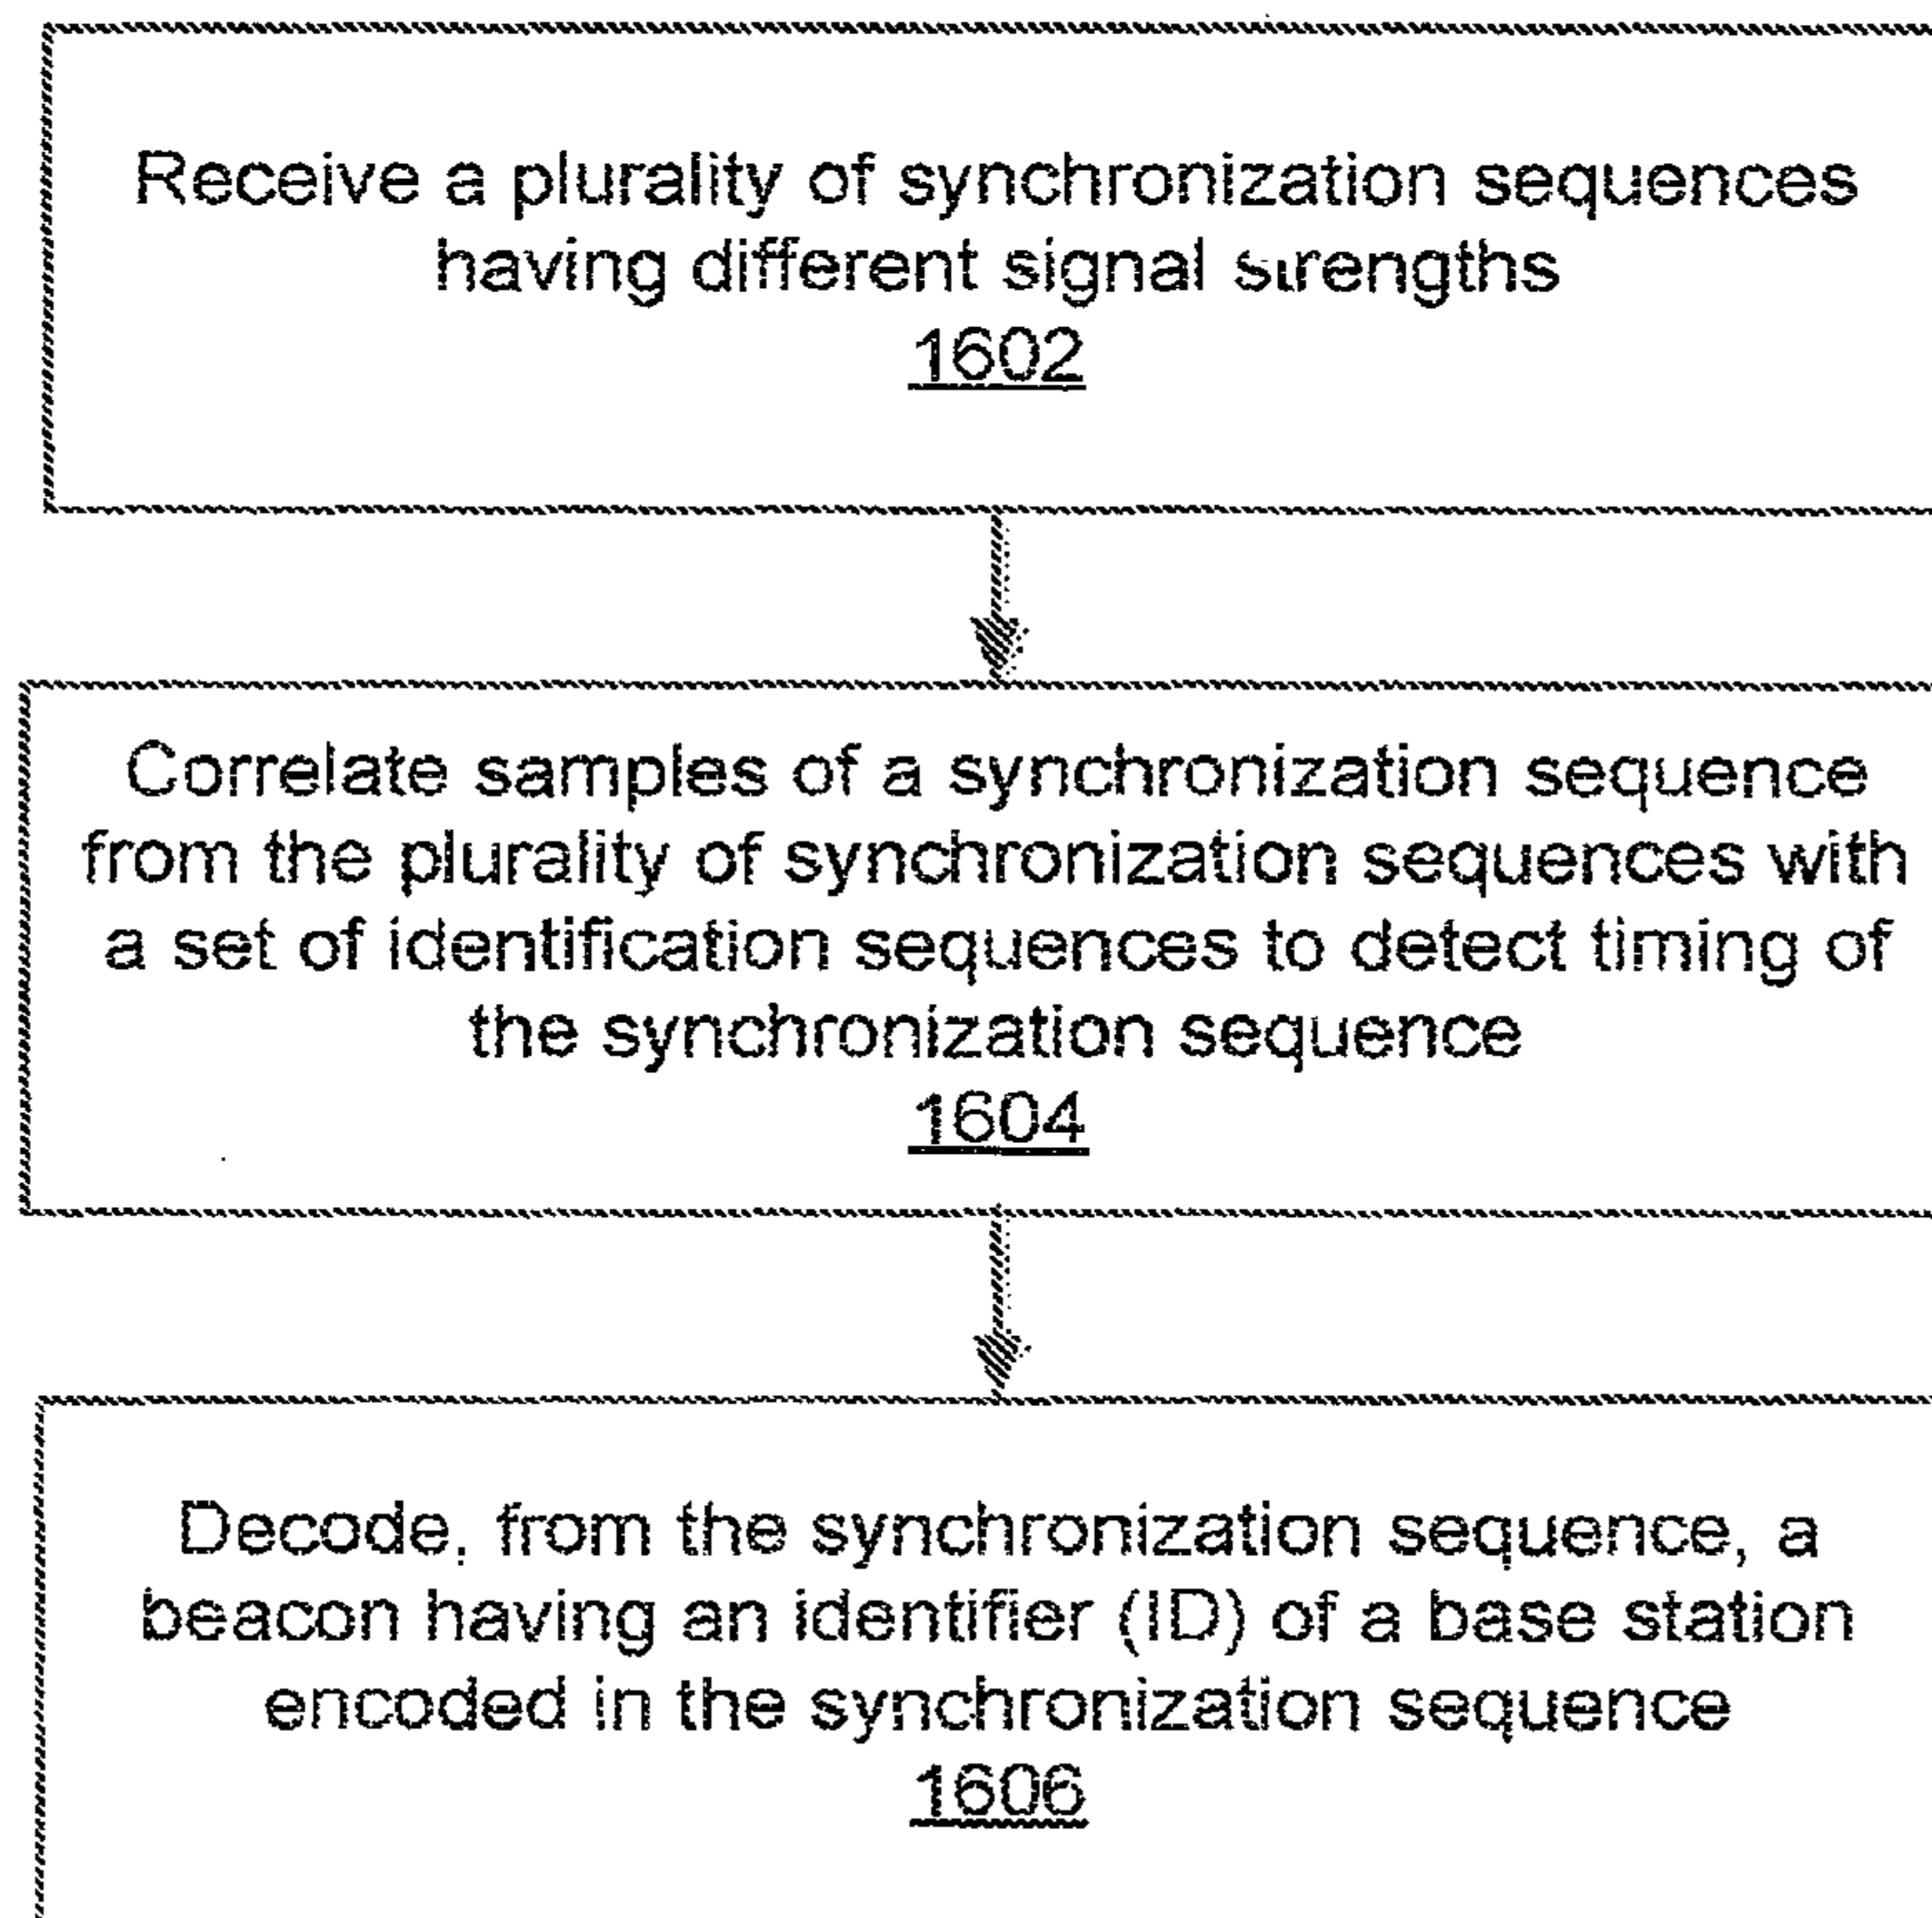 Receive a plurality of synchronization sequences
having different signal strengths
1602
Correlate samples of a synchronization sequence
from the plurality of synchronization sequences with
a set of identification sequences to detect timing of
the synchronization sequence
1604
Decode, from the synchronization sequence, a
beacon having an identifier (ID) of a base station
encoded in the synchronization sequence
1606